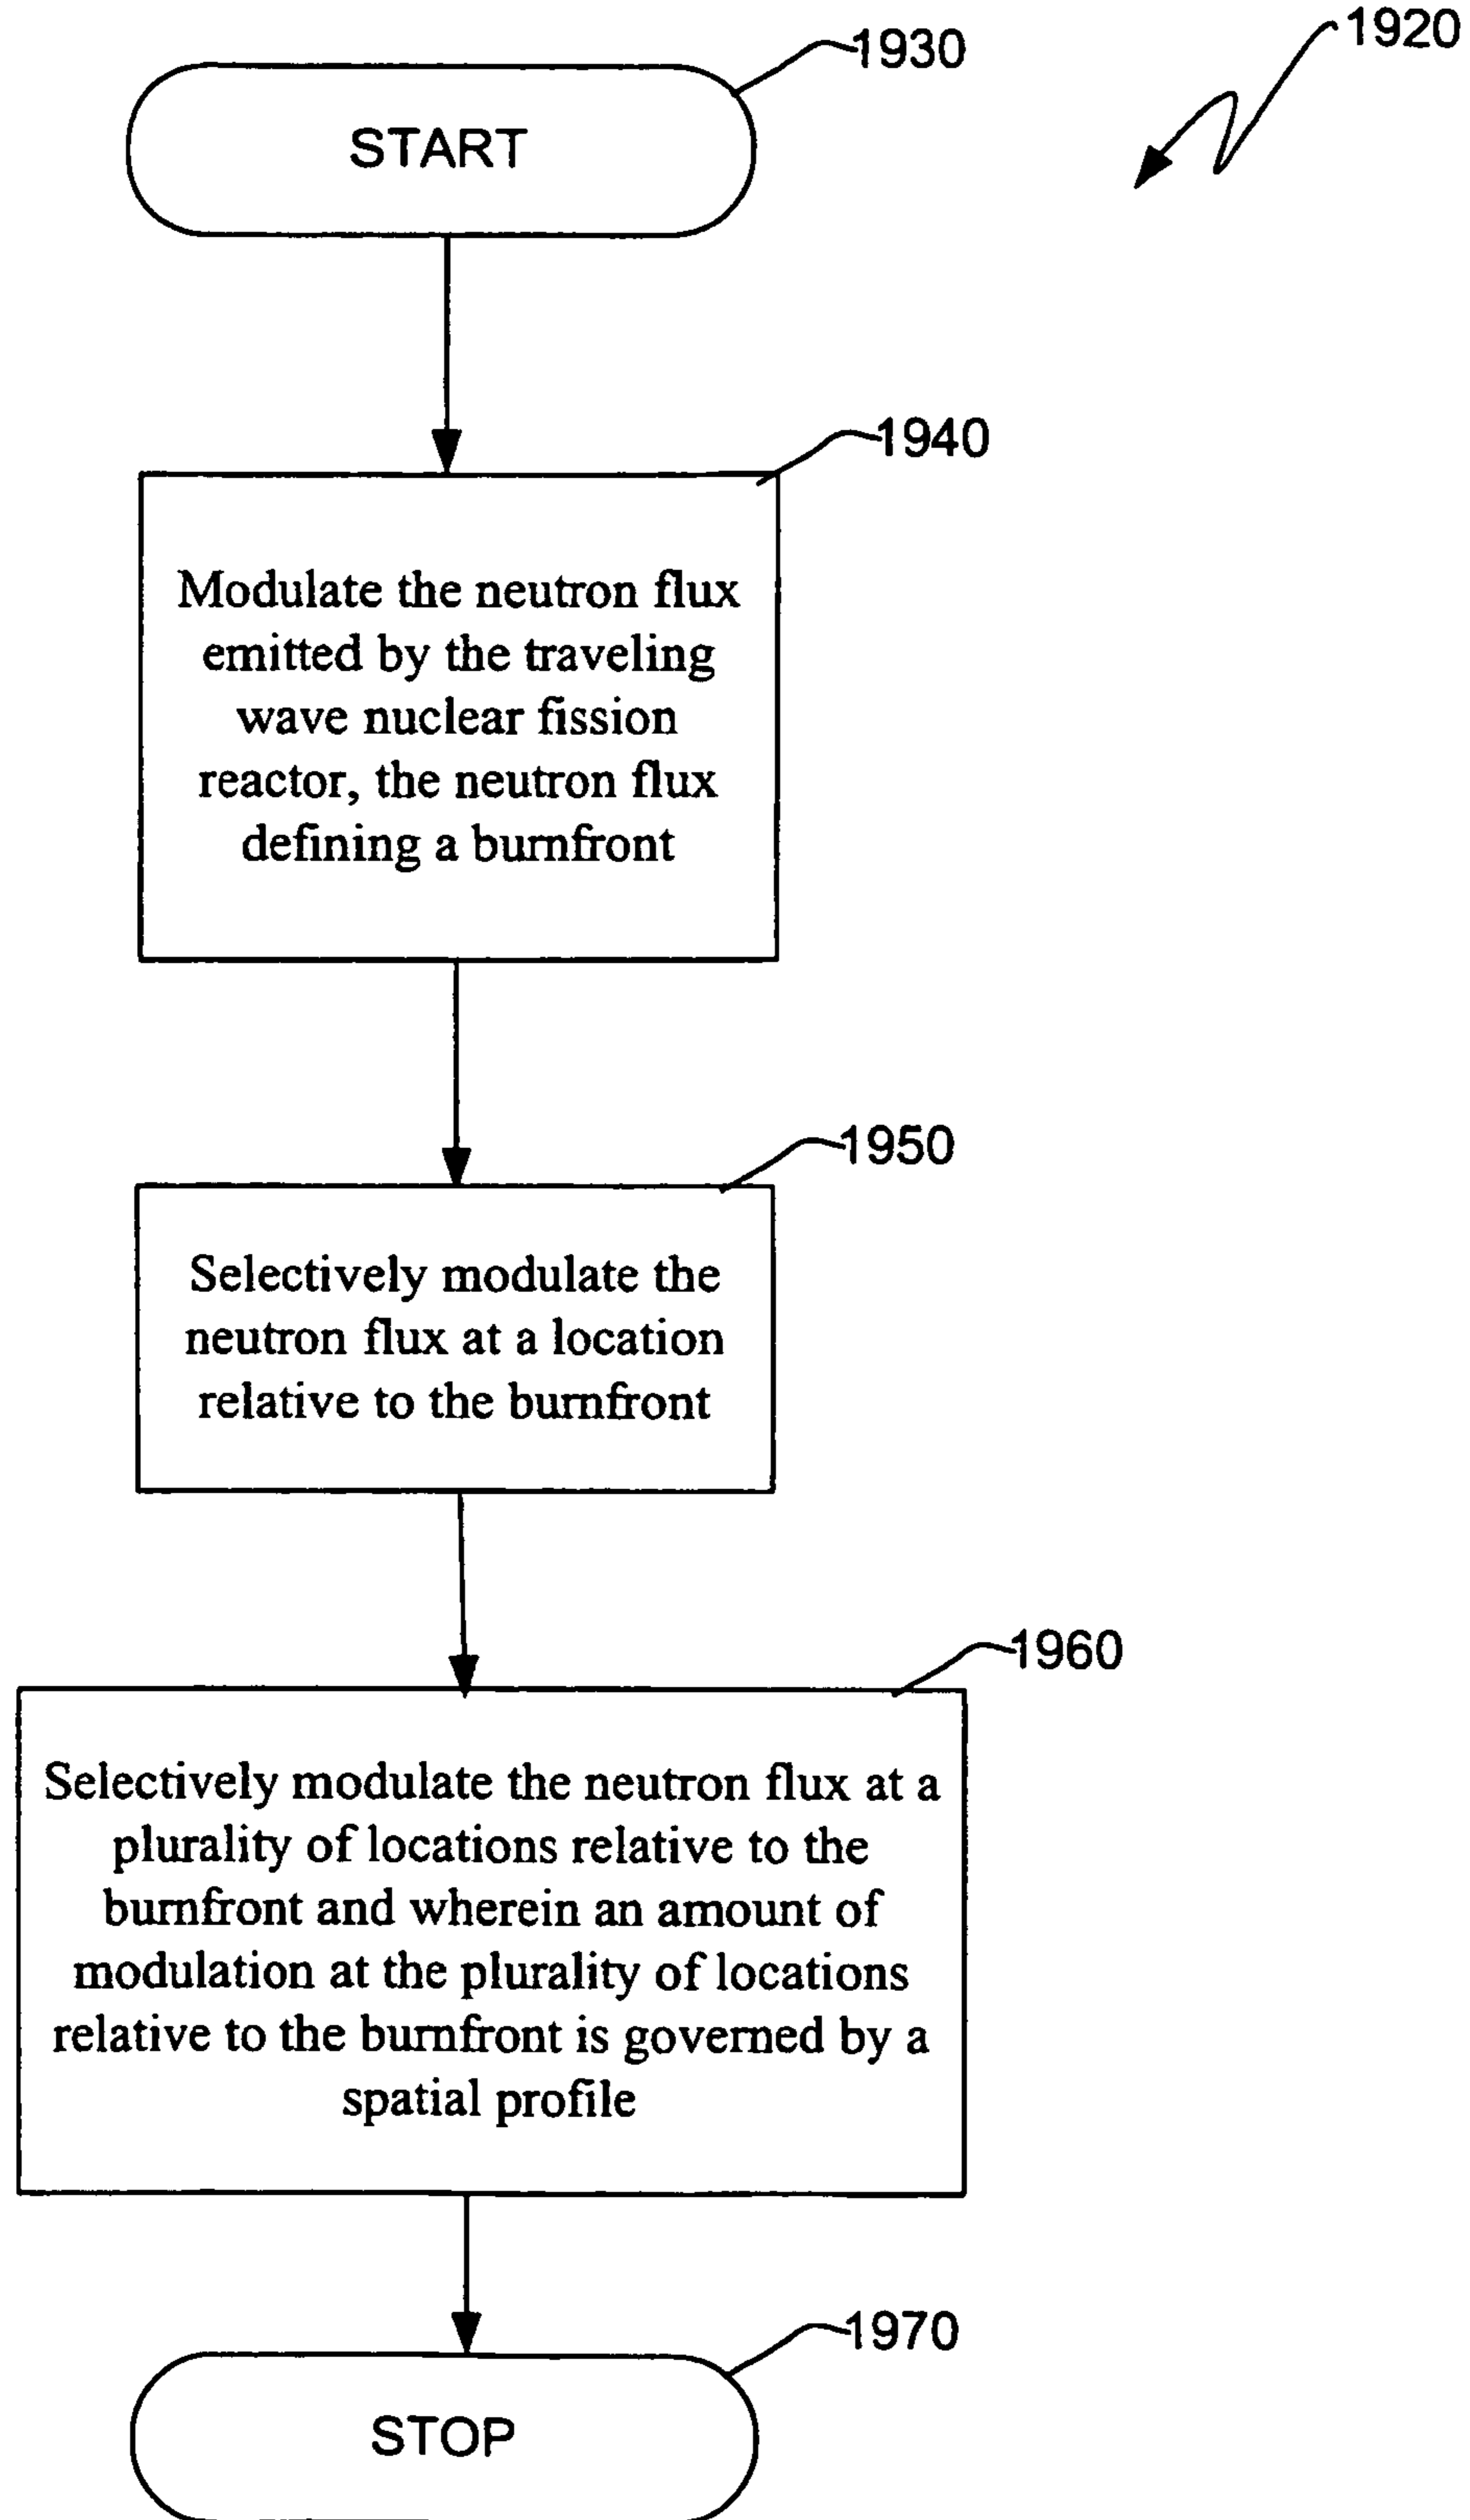 1920
1930
START
1940
Modulate the neutron flux
emitted by the traveling
wave nuclear fission
reactor, the neutron flux
defining a burnfront
1950
Selectively modulate the
neutron flux at a location
relative to the burnfront
1960
Selectively modulate the neutron flux at a
plurality of locations relative to the
burnfront and wherein an amount of
modulation at the plurality of locations
relative to the burnfront is governed by a
spatial profile
1970
STOP